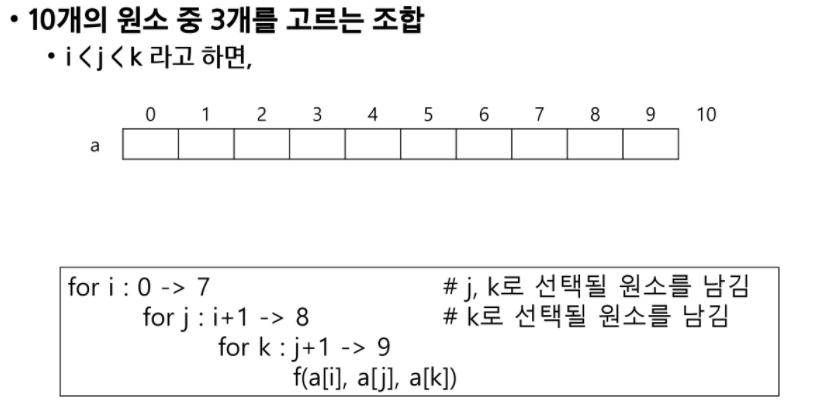 • 10개의 원소 중 3개를 고르는 조합
• i < j < k 라고 하면,
0 1 2 3 4 5 6 7 8 9 10
a
for i : 0 -> 7 # j, k로 선택될 원소를 남김
for j : i+1 -> 8 # k로 선택될 원소를 남김
for k : j+1 -> 9
f(a[i], a[j], a[k])